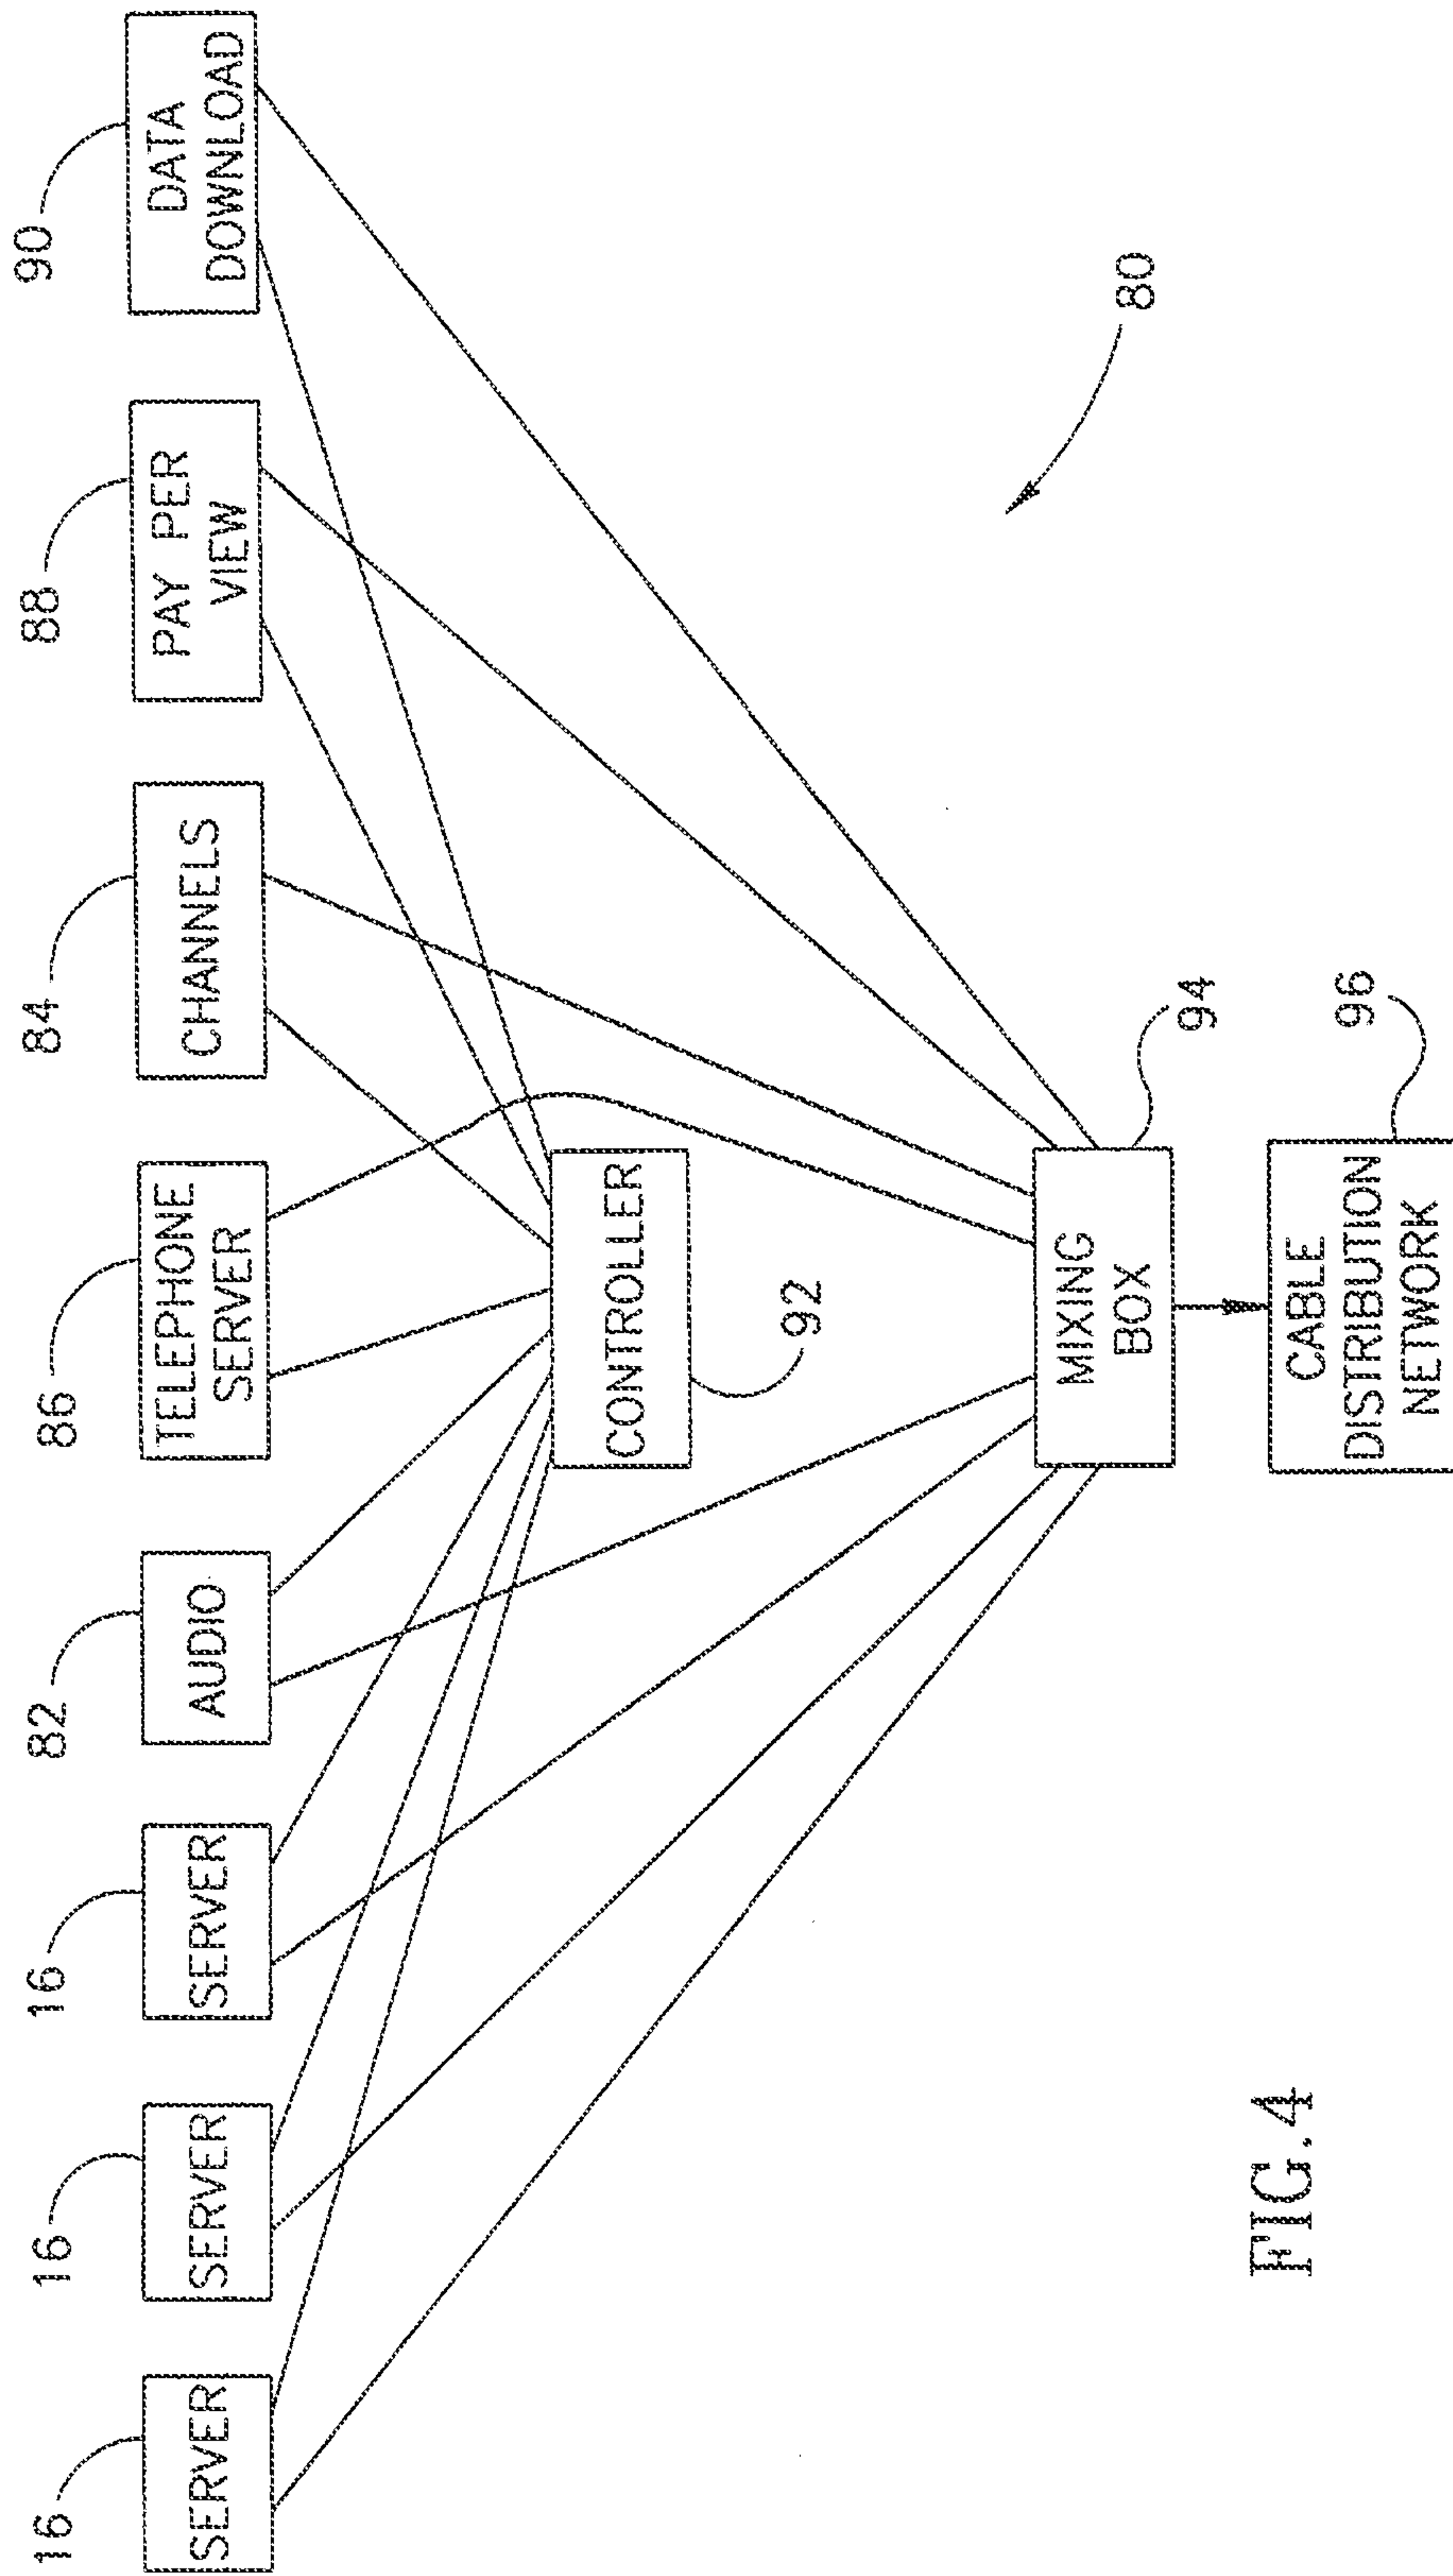 16
16
16
82
86
84
88
90
SERVER
SERVER
SERVER
AUDIO
TELEPHONE
SERVER
CHANNELS
PAY PER
VIEW
DATA
DOWNLOAD
CONTROLLER
92
80
MIXING
BOX
94
CABLE
DISTRIBUTION
NETWORK
96
FIG.4